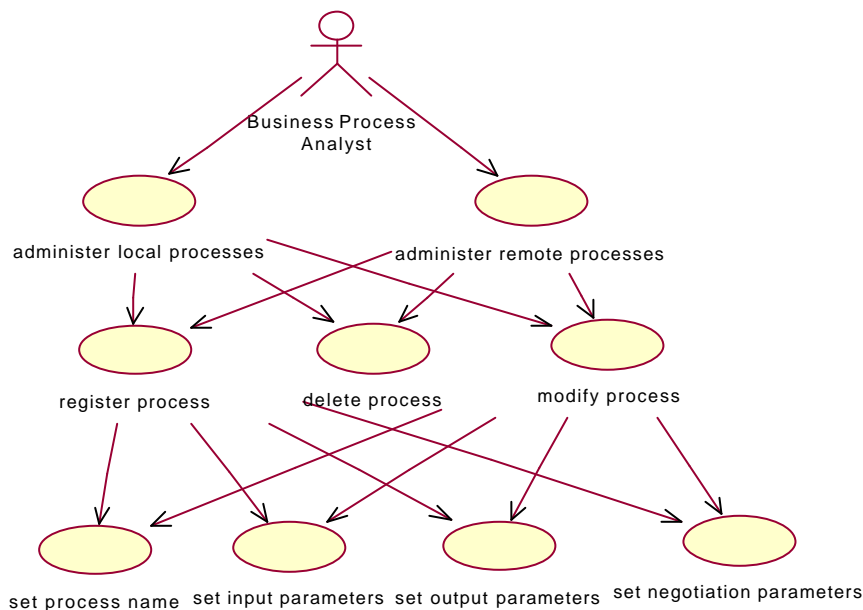 Business Process
Analyst
administer local processes
administer remote processes
register process
delete process
modify process
set process name
set input parameters
set output parameters
set negotiation parameters